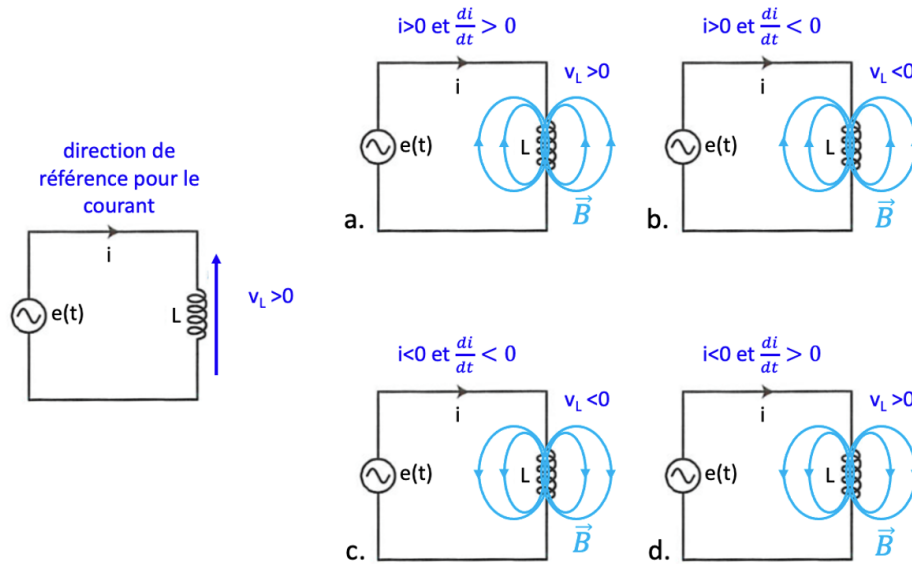 i>0 et di/dt > 0
i>0 et di/dt < 0
v_L >0
i
e(t)
L
B⃗
a.
v_L <0
i
e(t)
L
B⃗
b.
direction de
référence pour le
courant
i
e(t)
L
v_L >0
i<0 et di/dt < 0
i<0 et di/dt > 0
v_L <0
i
e(t)
L
B⃗
c.
v_L >0
i
e(t)
L
B⃗
d.